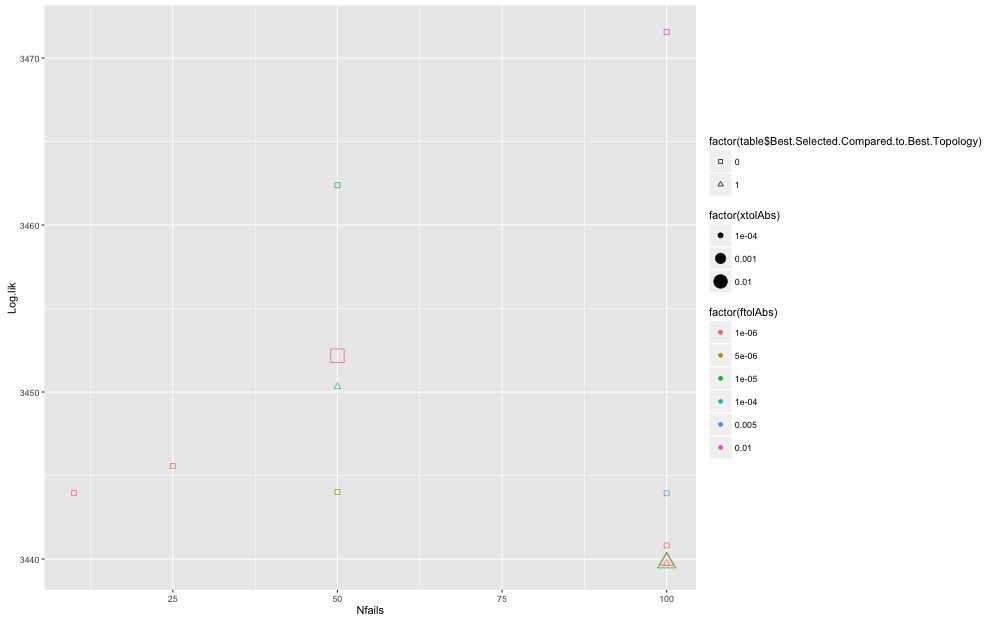 3470
3460
3450
3440
Log.lik
25
50
75
100
Nfails
factor(table$Best.Selected.Compared.to.Best.Topology)
0
1
factor(xtolAbs)
1e-04
0.001
0.01
factor(ftolAbs)
1e-06
5e-06
1e-05
1e-04
0.005
0.01